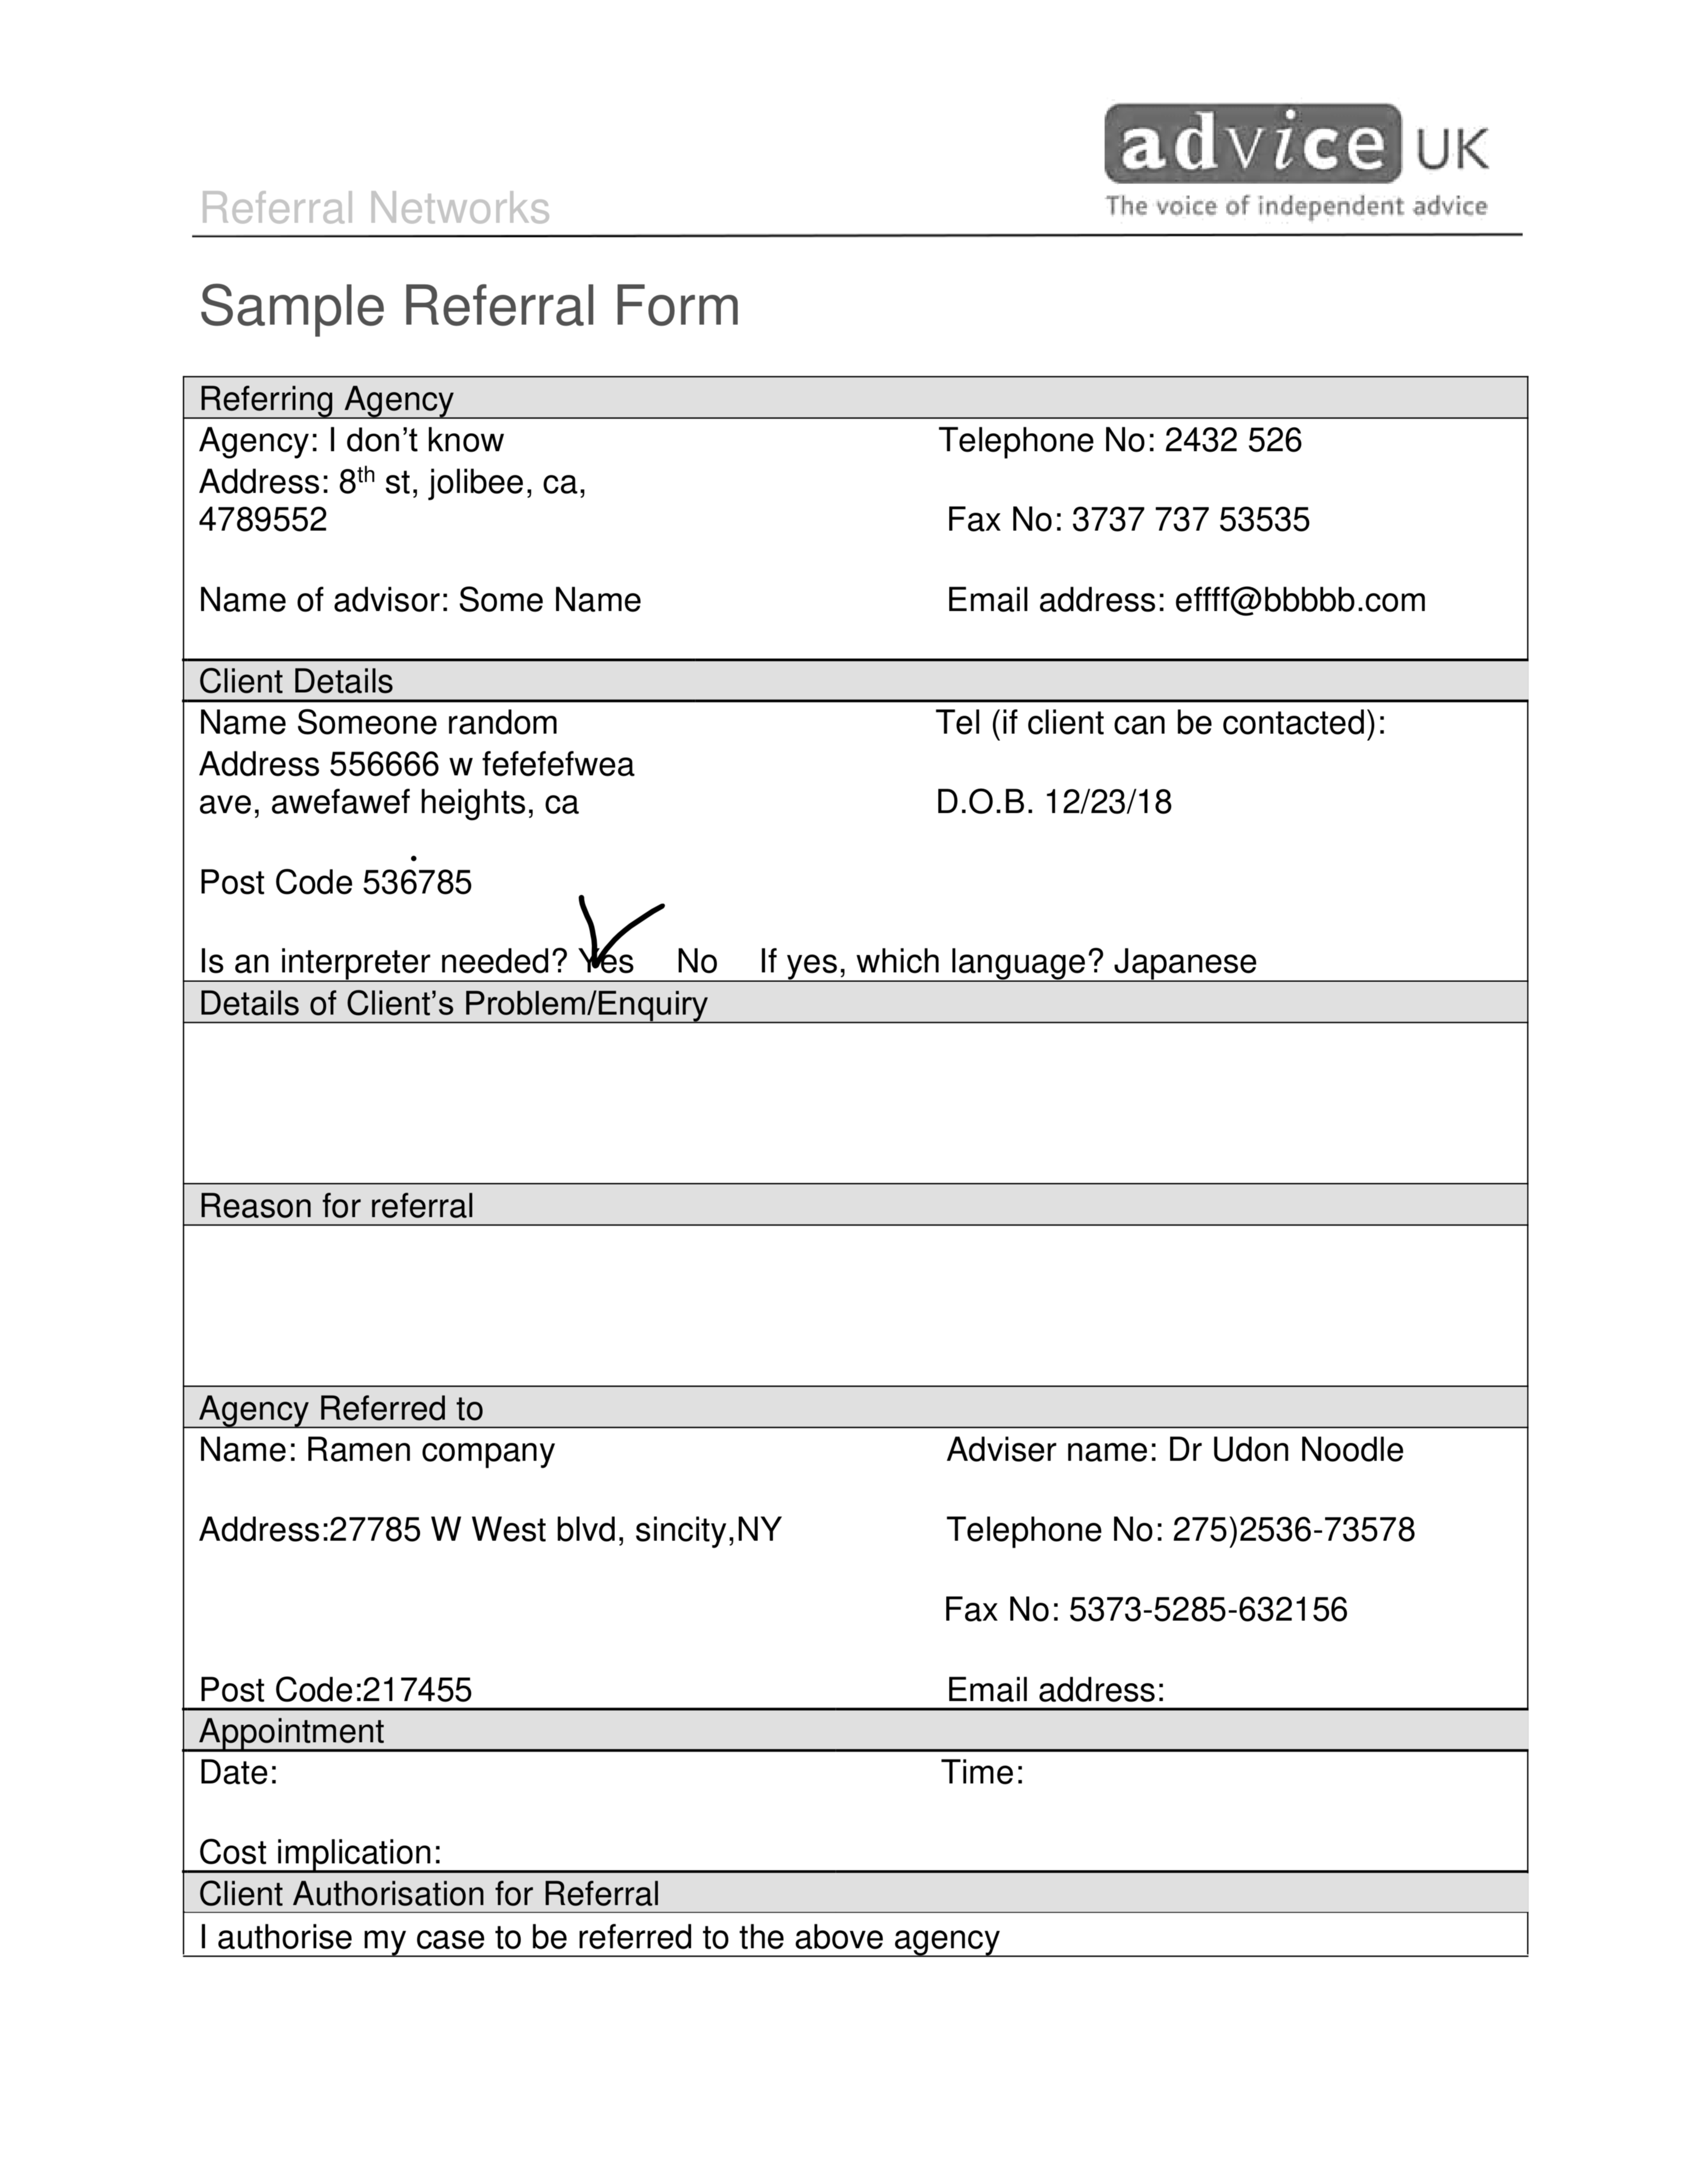 advice UK
Referral Networks
The voice of independent advice
Sample Referral Form
Referring Agency
Agency: I don’t know Telephone No: 2432 526
Address: 8th st, jolibee, ca,
4789552 Fax No: 3737 737 53535
Name of advisor: Some Name Email address: effff@bbbbb.com
Client Details
Name Someone random Tel (if client can be contacted):
Address 556666 w fefefefwea
ave, awefawef heights, ca D.O.B. 12/23/18
Post Code 536785
Is an interpreter needed? Yes No If yes, which language? Japanese
Details of Client’s Problem/Enquiry
Reason for referral
Agency Referred to
Name: Ramen company Adviser name: Dr Udon Noodle
Address:27785 W West blvd, sincity,NY Telephone No: 275)2536-73578
Fax No: 5373-5285-632156
Post Code:217455 Email address:
Appointment
Date: Time:
Cost implication:
Client Authorisation for Referral
I authorise my case to be referred to the above agency